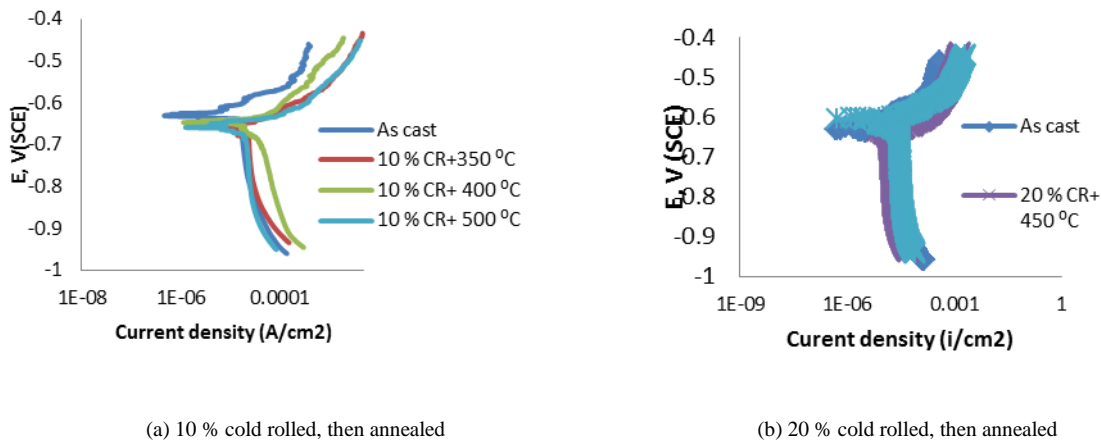 -0.4
-0.5
-0.6
-0.7
-0.8
-0.9
-1
E, V(SCE)
As cast
10 % CR+350 ⁰C
10 % CR+ 400 ⁰C
10 % CR+ 500 ⁰C
1E-08 1E-06 0.0001
Current density (A/cm2)
-0.4
-0.5
-0.6
-0.7
-0.8
-0.9
-1
E, V (SCE)
As cast
20 % CR+
450 ⁰C
1E-09 1E-06 0.001 1
Curent density (i/cm2)
(a) 10 % cold rolled, then annealed
(b) 20 % cold rolled, then annealed